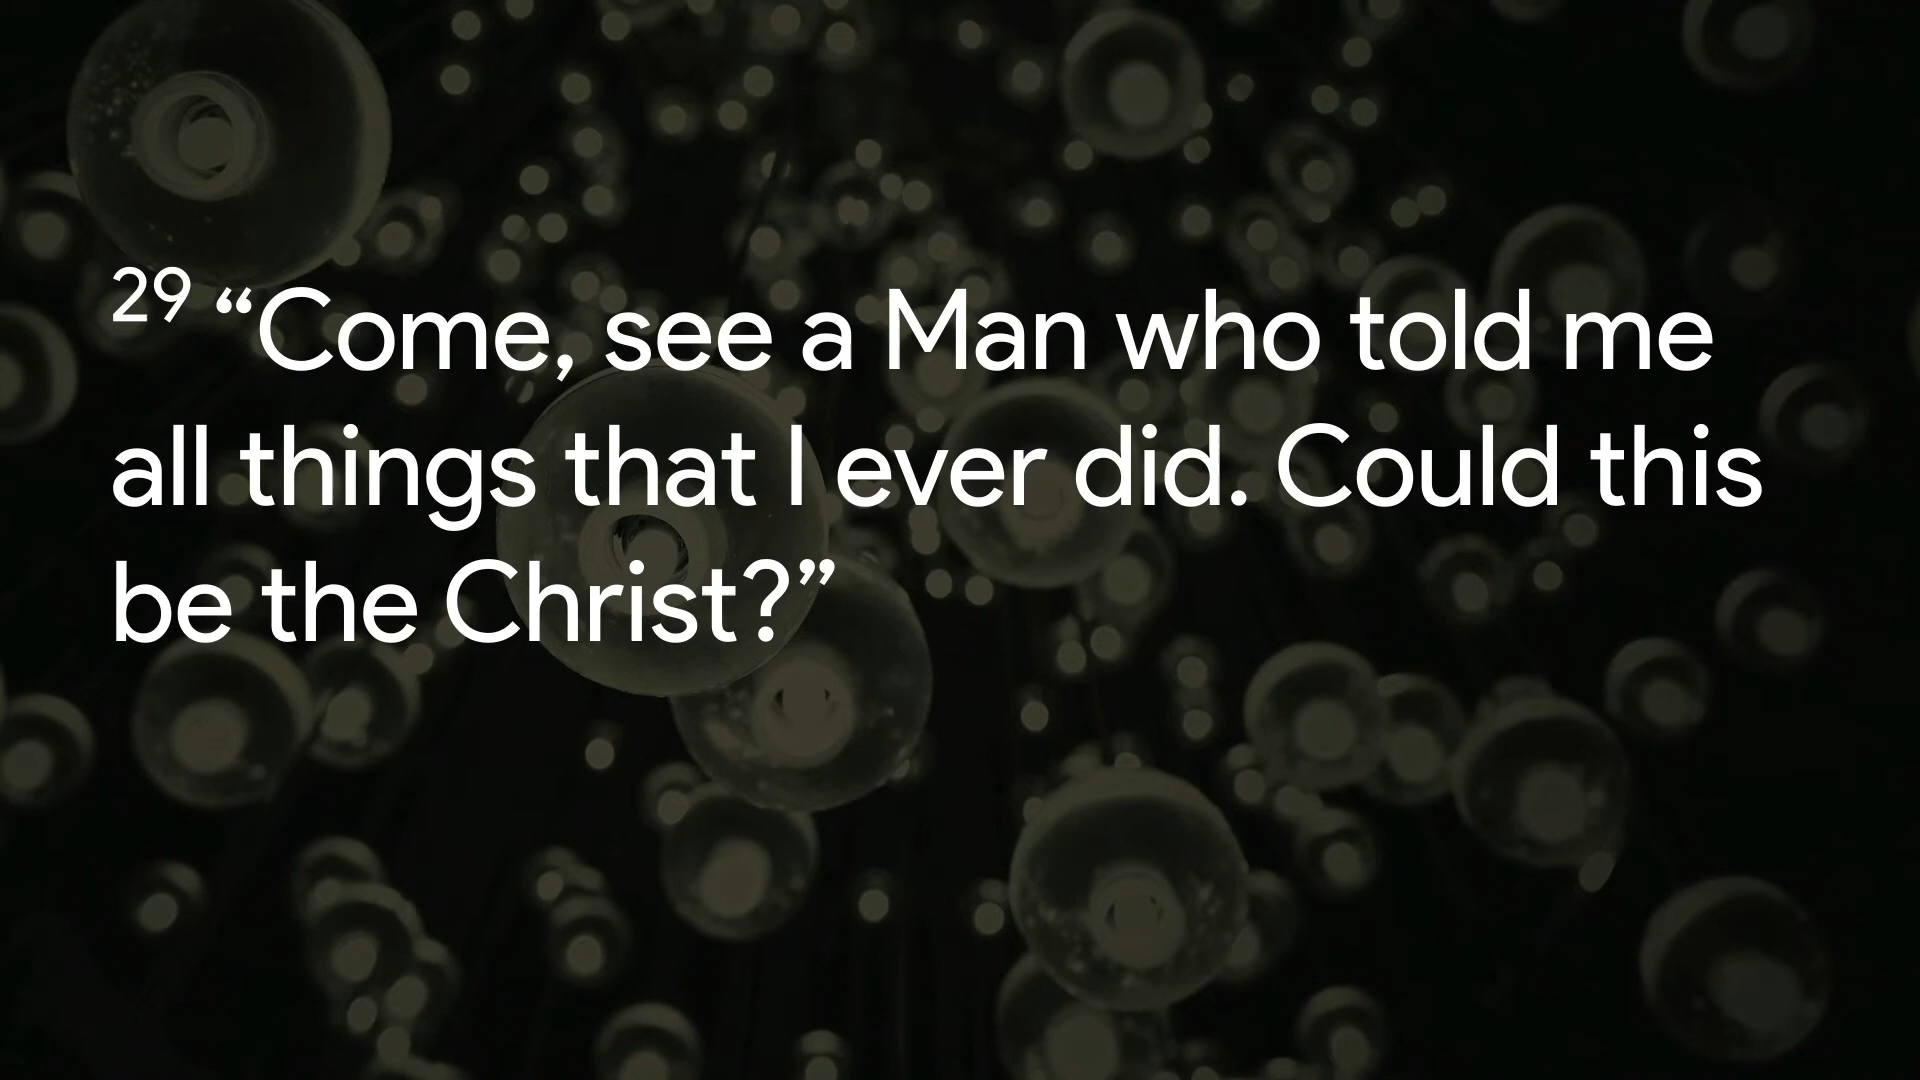 29 “Come, see a Man who told me
all things that I ever did. Could this
be the Christ?”